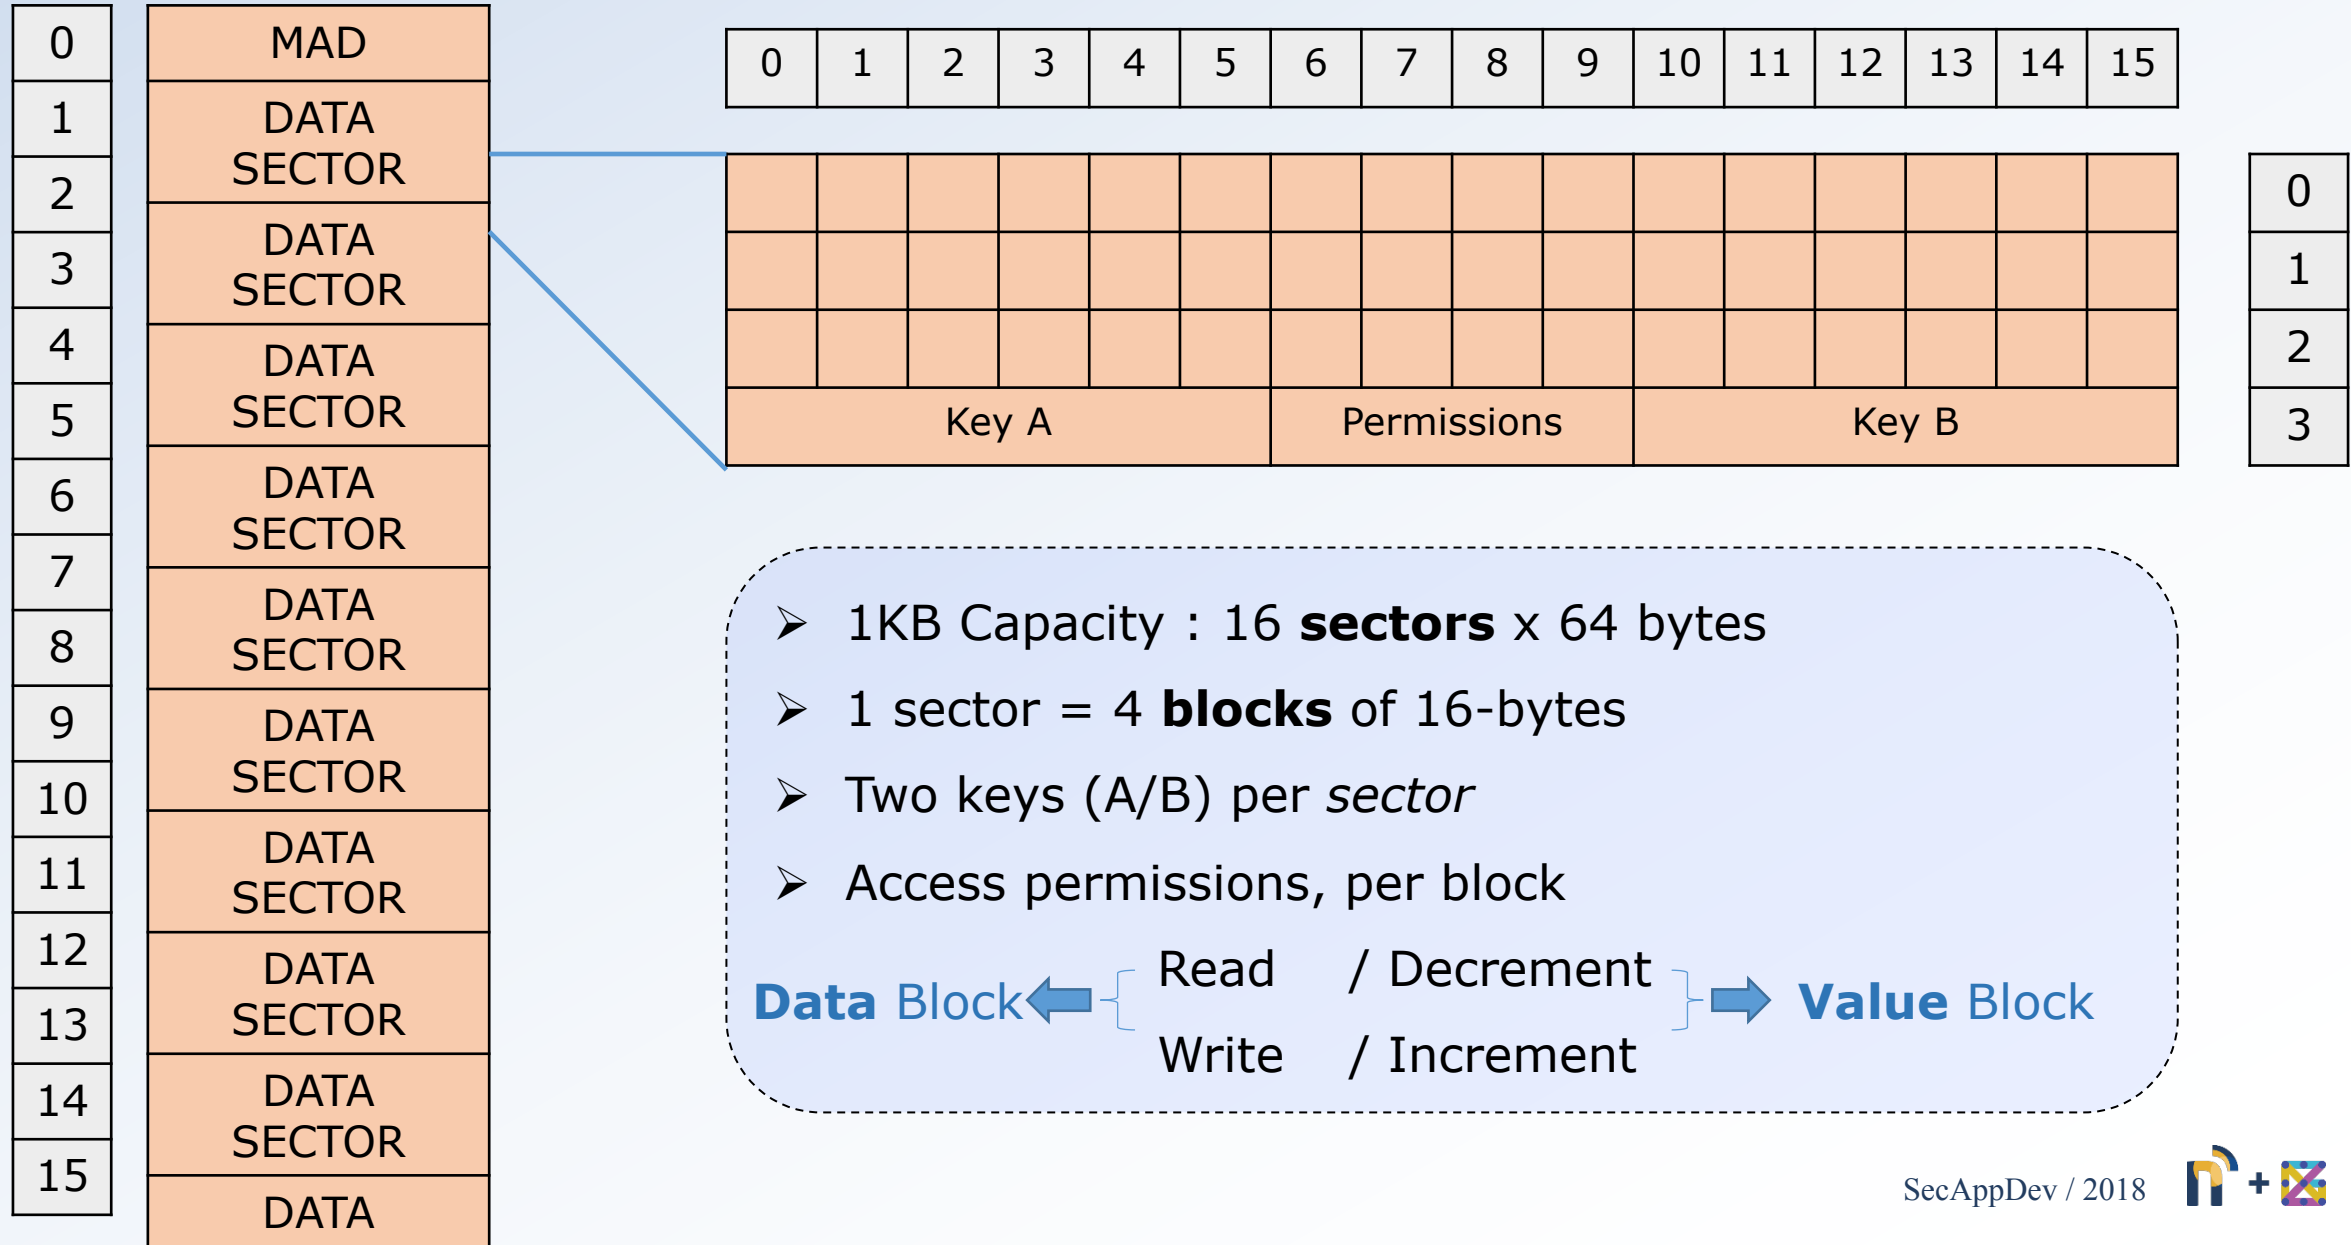 0
1
2
3
4
5
6
7
8
9
10
11
12
13
14
15
MAD
DATA
SECTOR
DATA
SECTOR
DATA
SECTOR
DATA
SECTOR
DATA
SECTOR
DATA
SECTOR
DATA
SECTOR
DATA
SECTOR
DATA
SECTOR
DATA
0 1 2 3 4 5 6 7 8 9 10 11 12 13 14 15
Key A Permissions Key B
0
1
2
3
➢ 1KB Capacity : 16 sectors x 64 bytes
➢ 1 sector = 4 blocks of 16-bytes
➢ Two keys (A/B) per sector
➢ Access permissions, per block
Read / Decrement
Data Block Value Block
Write / Increment
SecAppDev / 2018
n +